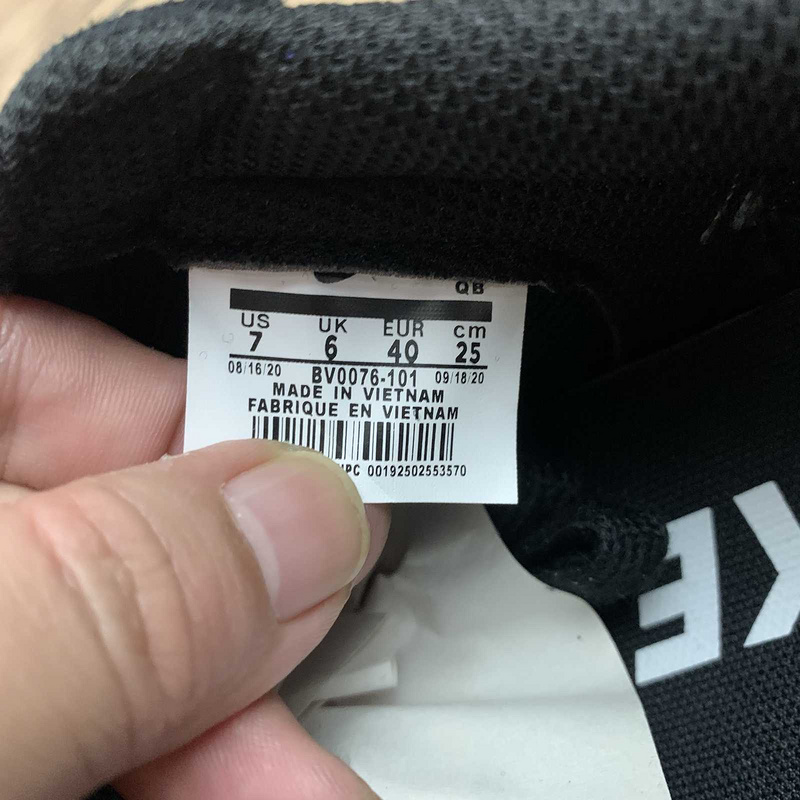 QB
US UK EUR cm
7 6 40 25
08/16/20 BV0076-101 09/18/20
MADE IN VIETNAM
FABRIQUE EN VIETNAM
UPC 00192502553570
KE